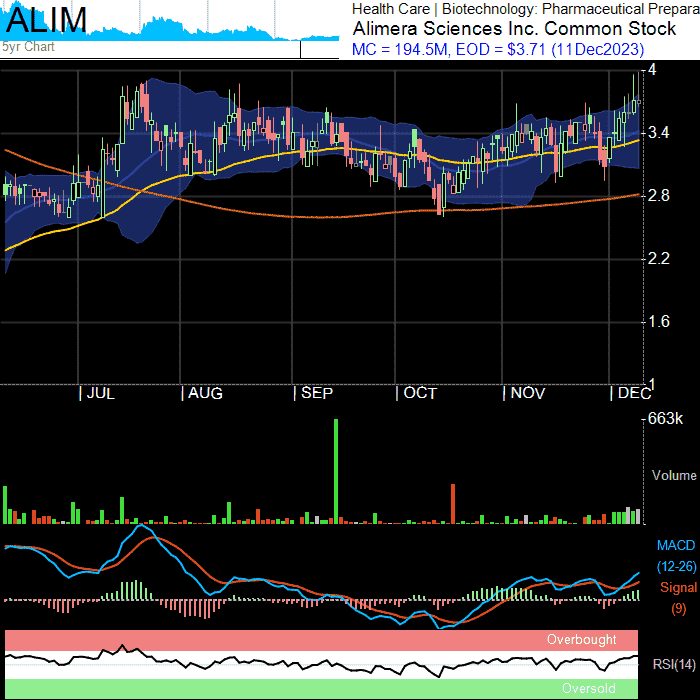 ALIM
5yr Chart
Health Care | Biotechnology: Pharmaceutical Prepara
Alimera Sciences Inc. Common Stock
MC = 194.5M, EOD = $3.71 (11Dec2023)
4
3.4
2.8
2.2
1.6
1
| JUL | AUG | SEP | OCT | NOV | DEC
663k
Volume
MACD
(12-26)
Signal
(9)
Overbought
RSI(14)
Oversold